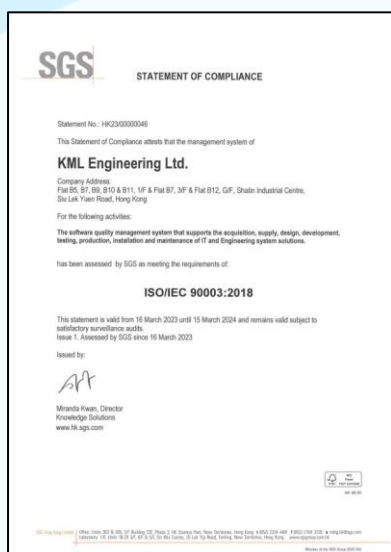 SGS
STATEMENT OF COMPLIANCE
Statement No.: HK23/00000046
This Statement of Compliance attests that the management system of
KML Engineering Ltd.
Company Address:
Flat B5, B7, B9, B10 & B11, 1/F & Flat B7, 3/F & Flat B12, G/F, Shatin Industrial Centre,
Siu Lek Yuen Road, Hong Kong
For the following activities:
The software quality management system that supports the acquisition, supply, design, development,
testing, production, installation and maintenance of IT and Engineering system solutions.
has been assessed by SGS as meeting the requirements of:
ISO/IEC 90003:2018
This statement is valid from 16 March 2023 until 15 March 2024 and remains valid subject to
satisfactory surveillance audits.
Issue 1. Assessed by SGS since 16 March 2023
Issued by:
Miranda Kwan, Director
Knowledge Solutions
www.hk.sgs.com